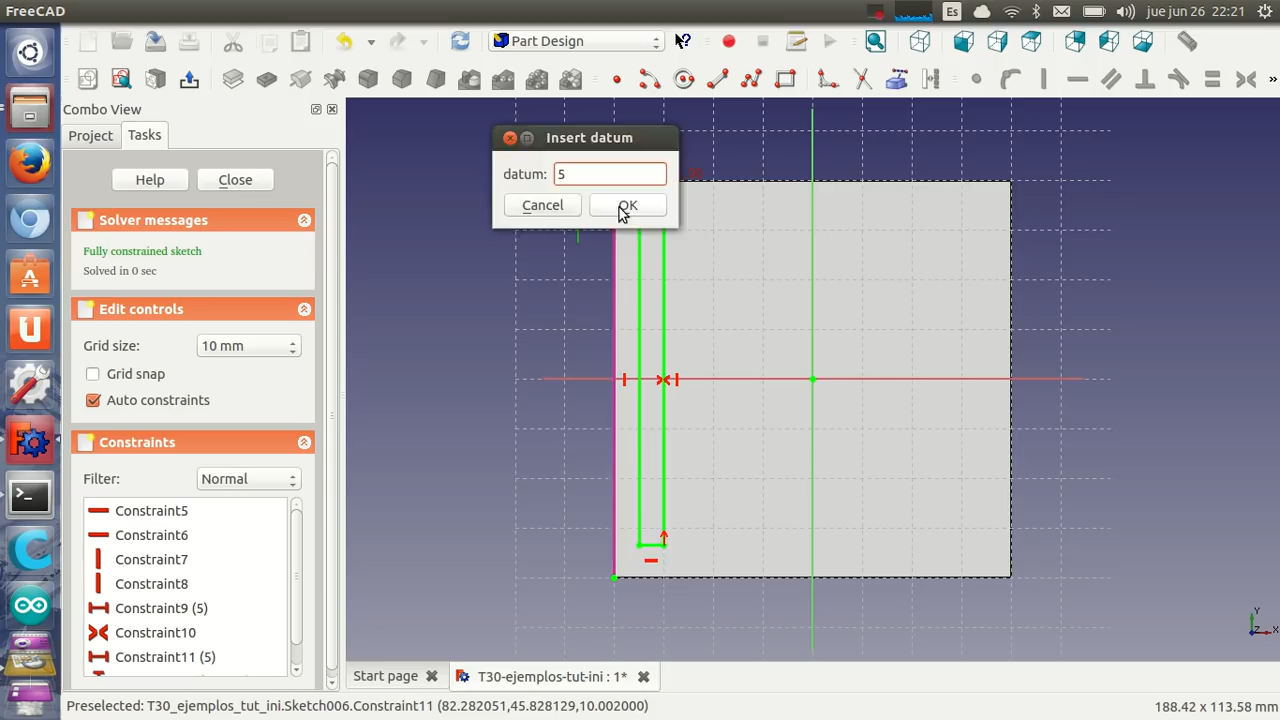 FreeCAD
Es
jue jun 26 22:21
Part Design
Combo View
Project
Tasks
Help
Close
Solver messages
Fully constrained sketch
Solved in 0 sec
Edit controls
Grid size:
10 mm
Grid snap
Auto constraints
Constraints
Filter:
Normal
Constraint5
Constraint6
Constraint7
Constraint8
Constraint9 (5)
Constraint10
Constraint11 (5)
Insert datum
datum:
5
Cancel
OK
Y
Z
X
Start page
T30-ejemplos-tut-ini : 1*
Preselected: T30_ejemplos_tut_ini.Sketch006.Constraint11 (82.282051,45.828129,10.002000)
188.42 x 113.58 mm